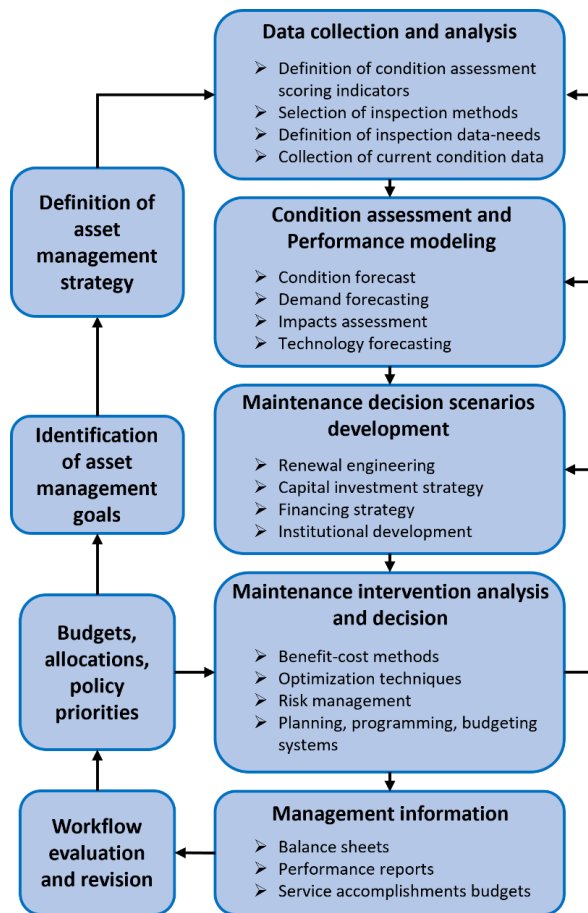 Data collection and analysis
➢ Definition of condition assessment
scoring indicators
➢ Selection of inspection methods
➢ Definition of inspection data-needs
➢ Collection of current condition data
Definition of
asset
management
strategy
Condition assessment and
Performance modeling
➢ Condition forecast
➢ Demand forecasting
➢ Impacts assessment
➢ Technology forecasting
Identification
of asset
management
goals
Maintenance decision scenarios
development
➢ Renewal engineering
➢ Capital investment strategy
➢ Financing strategy
➢ Institutional development
Budgets,
allocations,
policy
priorities
Maintenance intervention analysis
and decision
➢ Benefit-cost methods
➢ Optimization techniques
➢ Risk management
➢ Planning, programming, budgeting
systems
Workflow
evaluation
and revision
Management information
➢ Balance sheets
➢ Performance reports
➢ Service accomplishments budgets